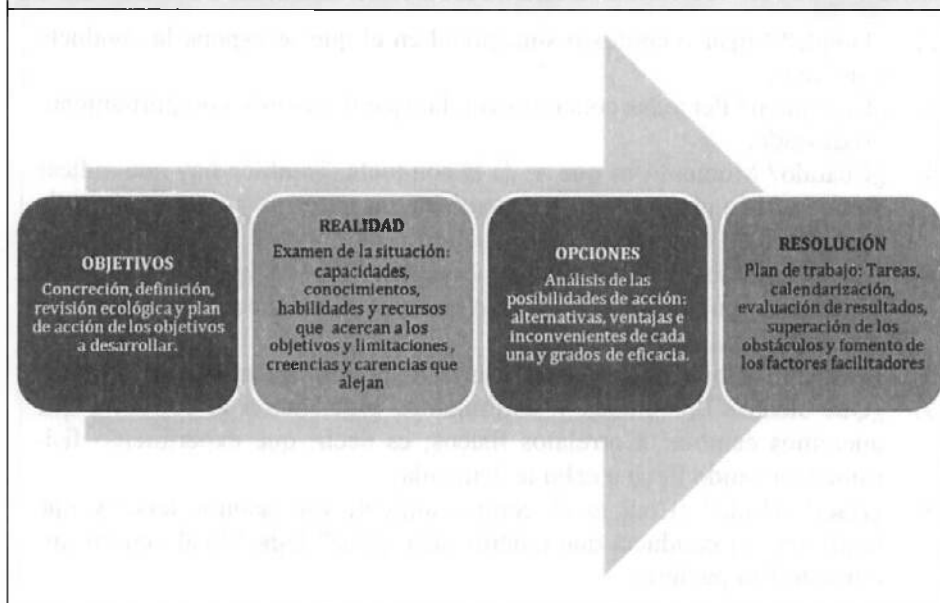 OBJETIVOS
Concreción, definición,
revisión ecológica y plan
de acción de los objetivos
a desarrollar.
REALIDAD
Examen de la situación:
capacidades,
conocimientos,
habilidades y recursos
que acercan a los
objetivos y limitaciones,
creencias y carencias que
alejan
OPCIONES
Análisis de las
posibilidades de acción:
alternativas, ventajas e
inconvenientes de cada
una y grados de eficacia.
RESOLUCIÓN
Plan de trabajo: Tareas,
calendarización,
evaluación de resultados,
superación de los
obstáculos y fomento de
los factores facilitadores